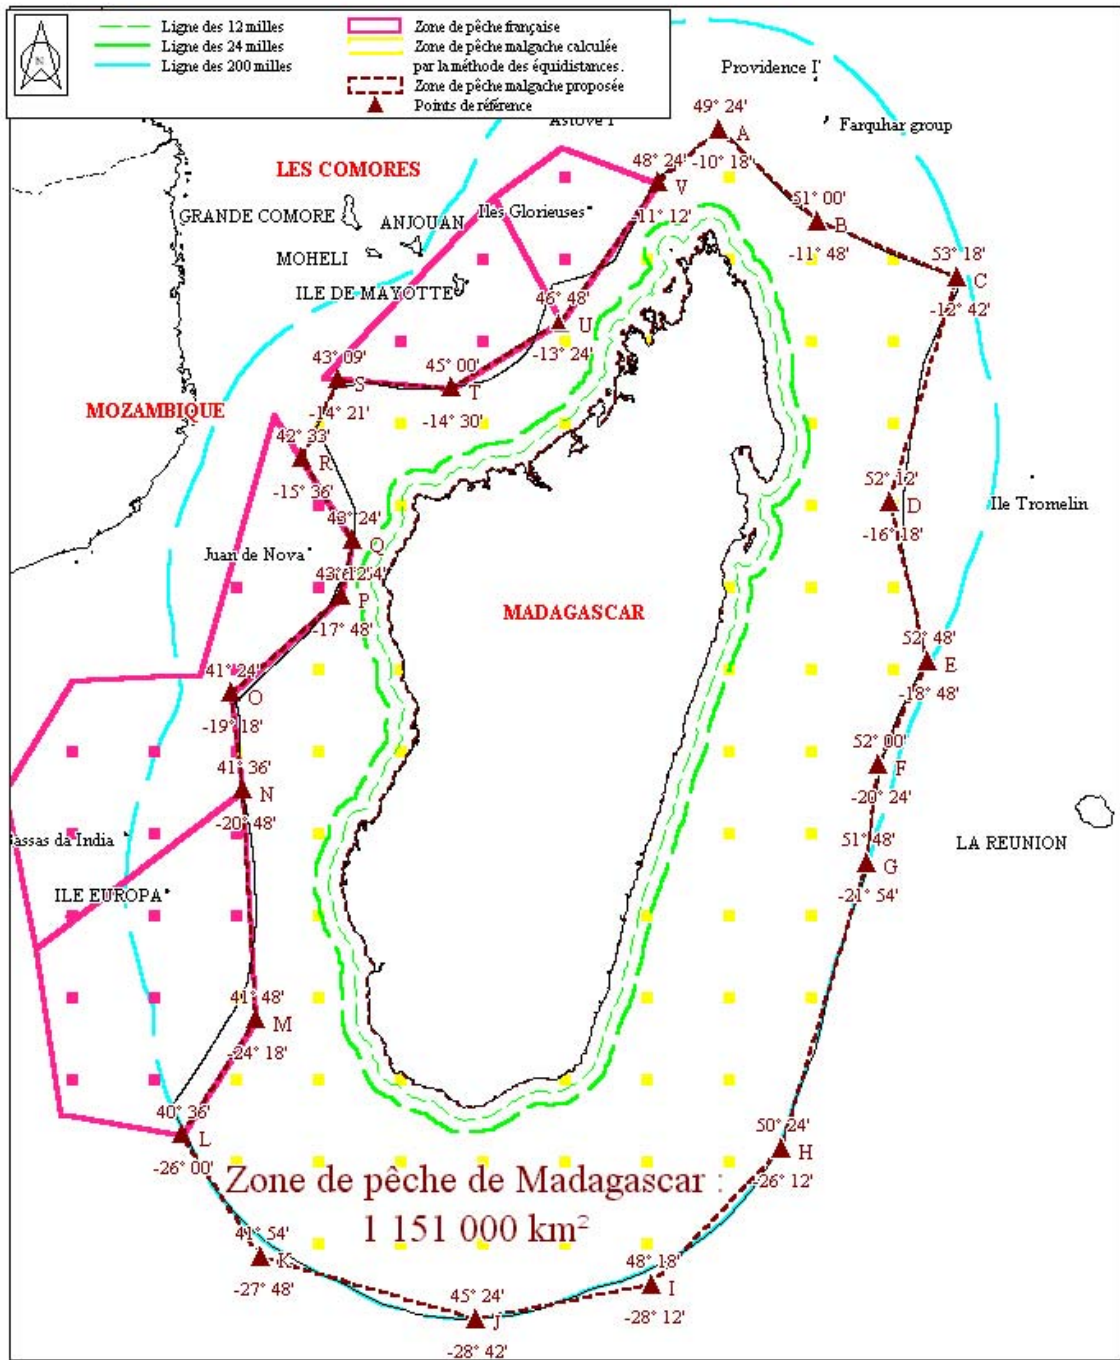 N
Ligne des 12 milles
Ligne des 24 milles
Ligne des 200 milles
Zone de pêche française
Zone de pêche malgache calculée
par la méthode des équidistances.
Zone de pêche malgache proposée
Points de référence
Providence I
Farquhar group
49° 24'
A
-10° 18'
48° 24'
V
-11° 12'
51° 00'
B
-11° 48'
53° 18'
C
-12° 42'
LES COMORES
GRANDE COMORE
ANJOUAN
MOHELI
ILE DE MAYOTTE
Iles Glorieuses
46° 48'
U
-13° 24'
43° 09'
S
-14° 21'
45° 00'
T
-14° 30'
MOZAMBIQUE
42° 33'
R
-15° 36'
52° 12'
D
-16° 18'
Ile Tromelin
43° 24'
Q
Juan de Nova
P
-17° 48'
MADAGASCAR
52° 48'
E
-18° 48'
41° 24'
O
-19° 18'
52° 00'
F
-20° 24'
41° 36'
N
-20° 48'
51° 48'
G
-21° 54'
da India
LA REUNION
ILE EUROPA
41° 48'
M
-24° 18'
40° 36'
L
-26° 00'
50° 24'
H
-26° 12'
Zone de pêche de Madagascar :
1 151 000 km²
41° 54'
K
-27° 48'
48° 18'
I
-28° 12'
45° 24'
J
-28° 42'